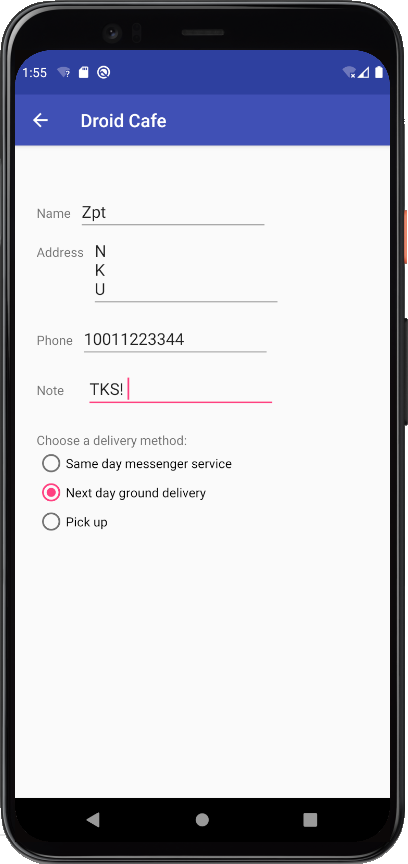 1:55
Droid Cafe
Name Zpt
Address N
K
U
Phone 10011223344
Note TKS!
Choose a delivery method:
Same day messenger service
Next day ground delivery
Pick up